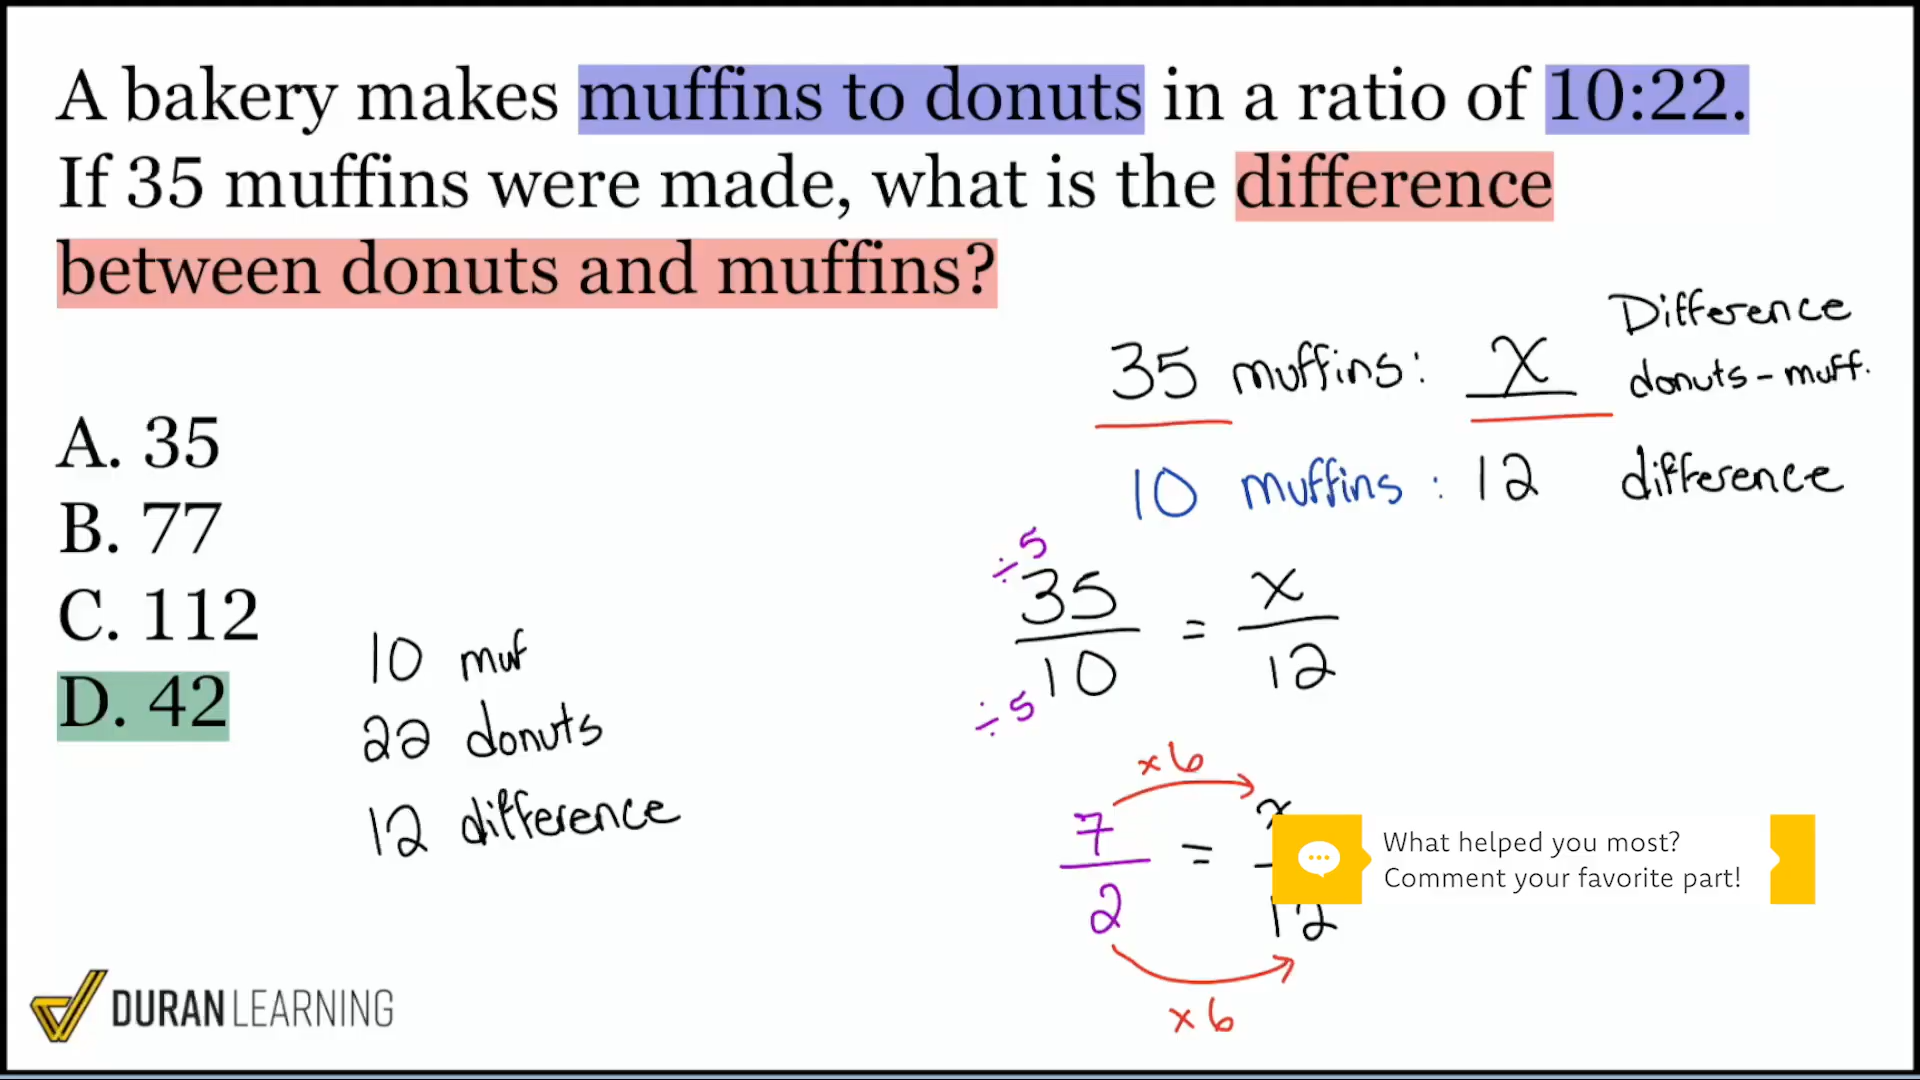 A bakery makes muffins to donuts in a ratio of 10:22.
If 35 muffins were made, what is the difference
between donuts and muffins?
A. 35
B. 77
C. 112
D. 42
10 muf
22 donuts
12 difference
Difference
35 muffins: x donuts - muff.
10 muffins : 12 difference
÷5
35 = x
10 12
÷5
×6
7 = x
2 12
×6
What helped you most?
Comment your favorite part!
DURAN LEARNING